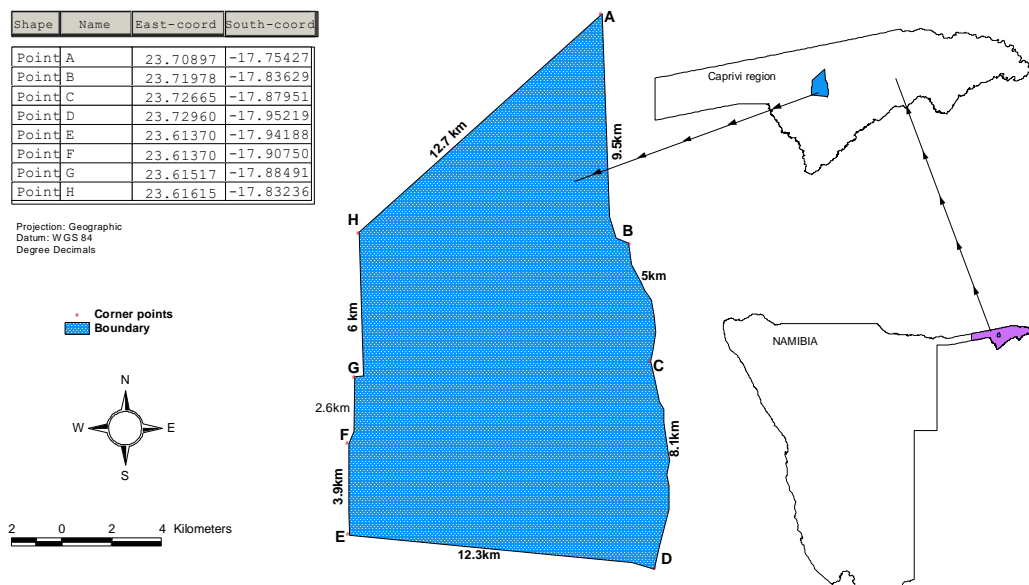 Shape Name East-coord South-coord
Point A 23.70897 -17.75427
Point B 23.71978 -17.83629
Point C 23.72665 -17.87951
Point D 23.72960 -17.95219
Point E 23.61370 -17.94188
Point F 23.61370 -17.90750
Point G 23.61517 -17.88491
Point H 23.61615 -17.83236
Projection: Geographic
Datum: WGS 84
Degree Decimals
Corner points
Boundary
N
W E
S
2 0 2 4 Kilometers
A
12.7 km
9.5km
H
B
5km
6 km
C
G
2.6km
F
8.1km
3.9km
E
12.3km
D
Caprivi region
NAMIBIA